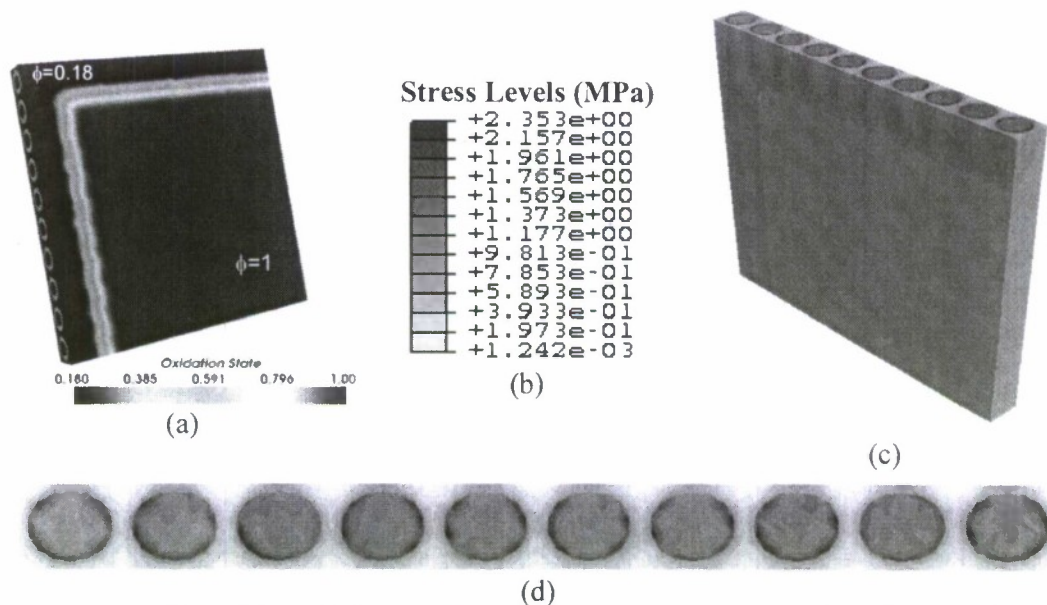 ϕ=0.18
ϕ=1
Oxidation State
0.180 0.385 0.591 0.796 1.00
(a)
Stress Levels (MPa)
+2.353e+00
+2.157e+00
+1.961e+00
+1.765e+00
+1.569e+00
+1.373e+00
+1.177e+00
+9.813e-01
+7.853e-01
+5.893e-01
+3.933e-01
+1.973e-01
+1.242e-03
(b)
(c)
(d)